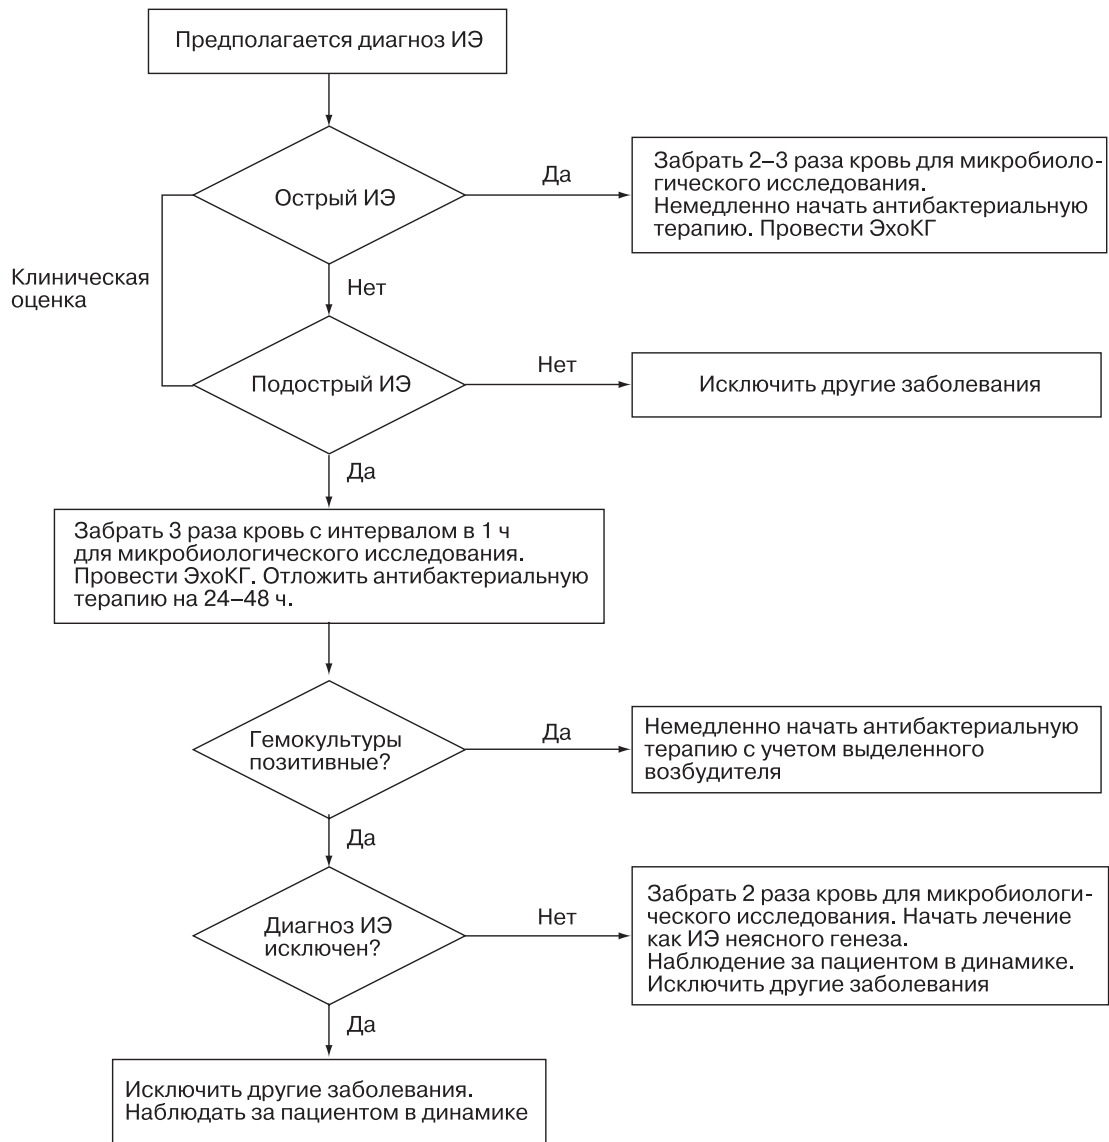 Предполагается диагноз ИЭ
Острый ИЭ
Да
Забрать 2–3 раза кровь для микробиоло-
гического исследования.
Немедленно начать антибактериальную
терапию. Провести ЭхоКГ
Клиническая
оценка
Нет
Подострый ИЭ
Нет
Исключить другие заболевания
Да
Забрать 3 раза кровь с интервалом в 1 ч
для микробиологического исследования.
Провести ЭхоКГ. Отложить антибактериальную
терапию на 24–48 ч.
Гемокультуры
позитивные?
Да
Немедленно начать антибактериальную
терапию с учетом выделенного
возбудителя
Да
Диагноз ИЭ
исключен?
Нет
Забрать 2 раза кровь для микробиологи-
ческого исследования. Начать лечение
как ИЭ неясного генеза.
Наблюдение за пациентом в динамике.
Исключить другие заболевания
Да
Исключить другие заболевания.
Наблюдать за пациентом в динамике